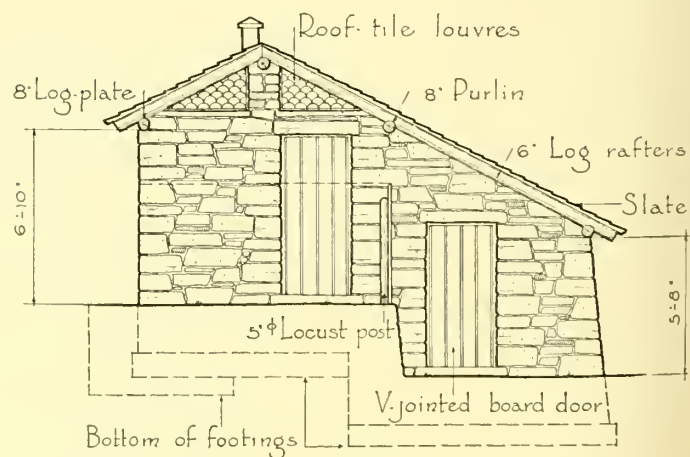 Roof-tile louvres
8" Log-plate
8" Purlin
6" Log rafters
Slate
6'-10"
5'-8"
5"ϕ Locust post
V-jointed board door
Bottom of footings